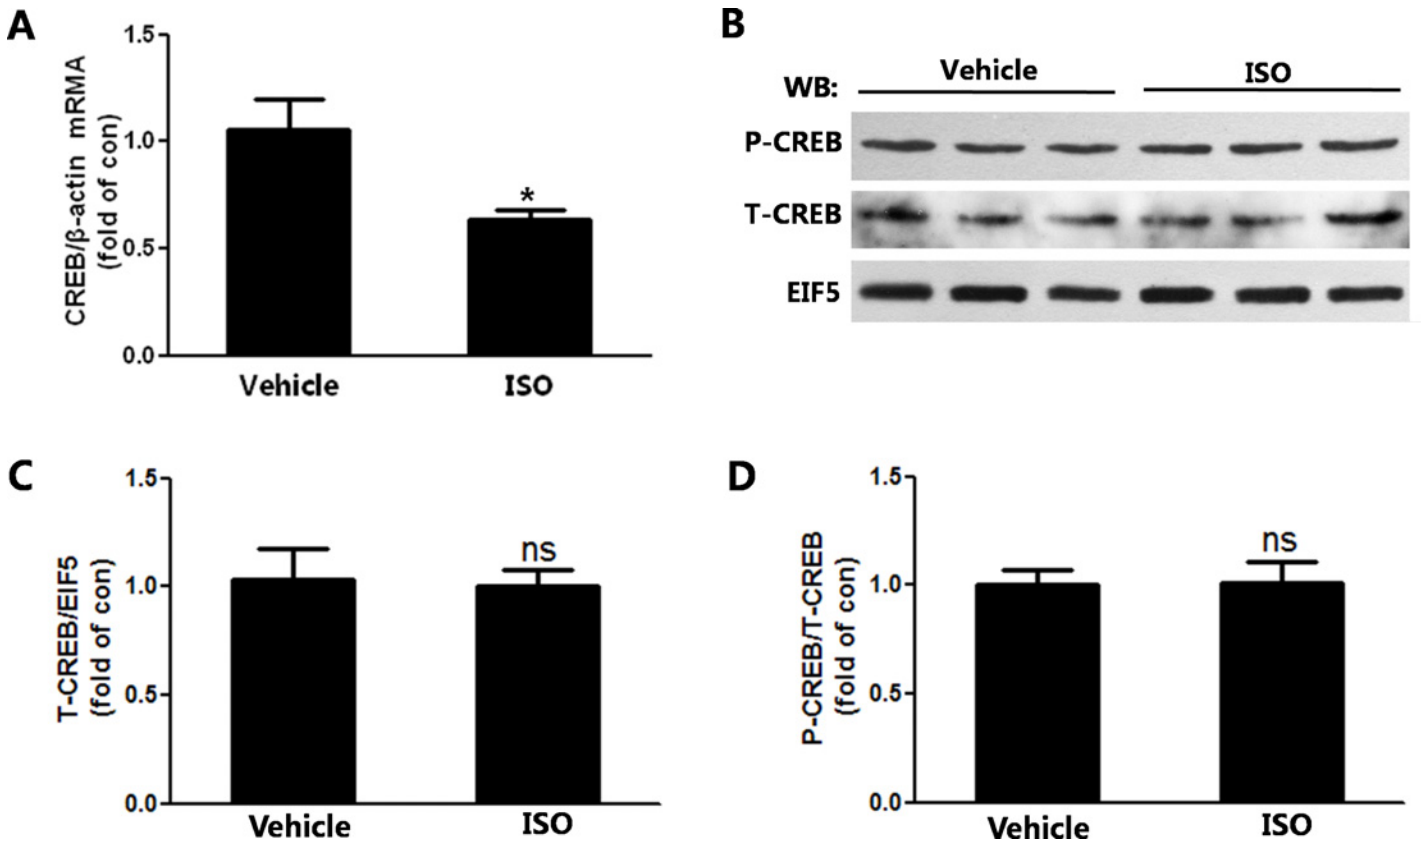 A
CREB/β-actin mRMA
(fold of con)
1.5
1.0
0.5
0.0
*
Vehicle
ISO
B
WB:
Vehicle
ISO
P-CREB
T-CREB
EIF5
C
T-CREB/EIF5
(fold of con)
1.5
1.0
0.5
0.0
ns
Vehicle
ISO
D
P-CREB/T-CREB
(fold of con)
1.5
1.0
0.5
0.0
ns
Vehicle
ISO